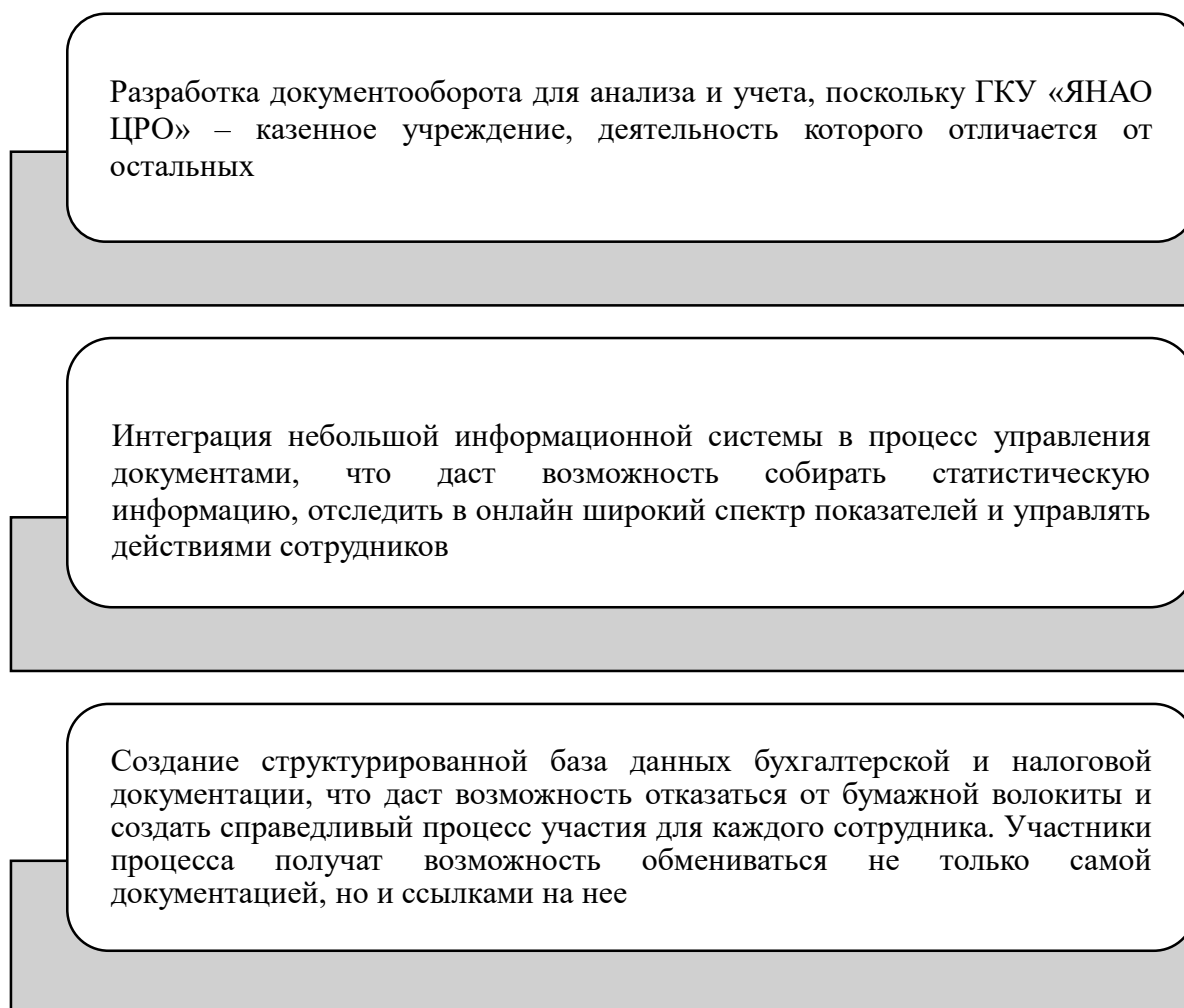 Разработка документооборота для анализа и учета, поскольку ГКУ «ЯНАО
ЦРО» – казенное учреждение, деятельность которого отличается от
остальных
Интеграция небольшой информационной системы в процесс управления
документами, что даст возможность собирать статистическую
информацию, отследить в онлайн широкий спектр показателей и управлять
действиями сотрудников
Создание структурированной база данных бухгалтерской и налоговой
документации, что даст возможность отказаться от бумажной волокиты и
создать справедливый процесс участия для каждого сотрудника. Участники
процесса получат возможность обмениваться не только самой
документацией, но и ссылками на нее